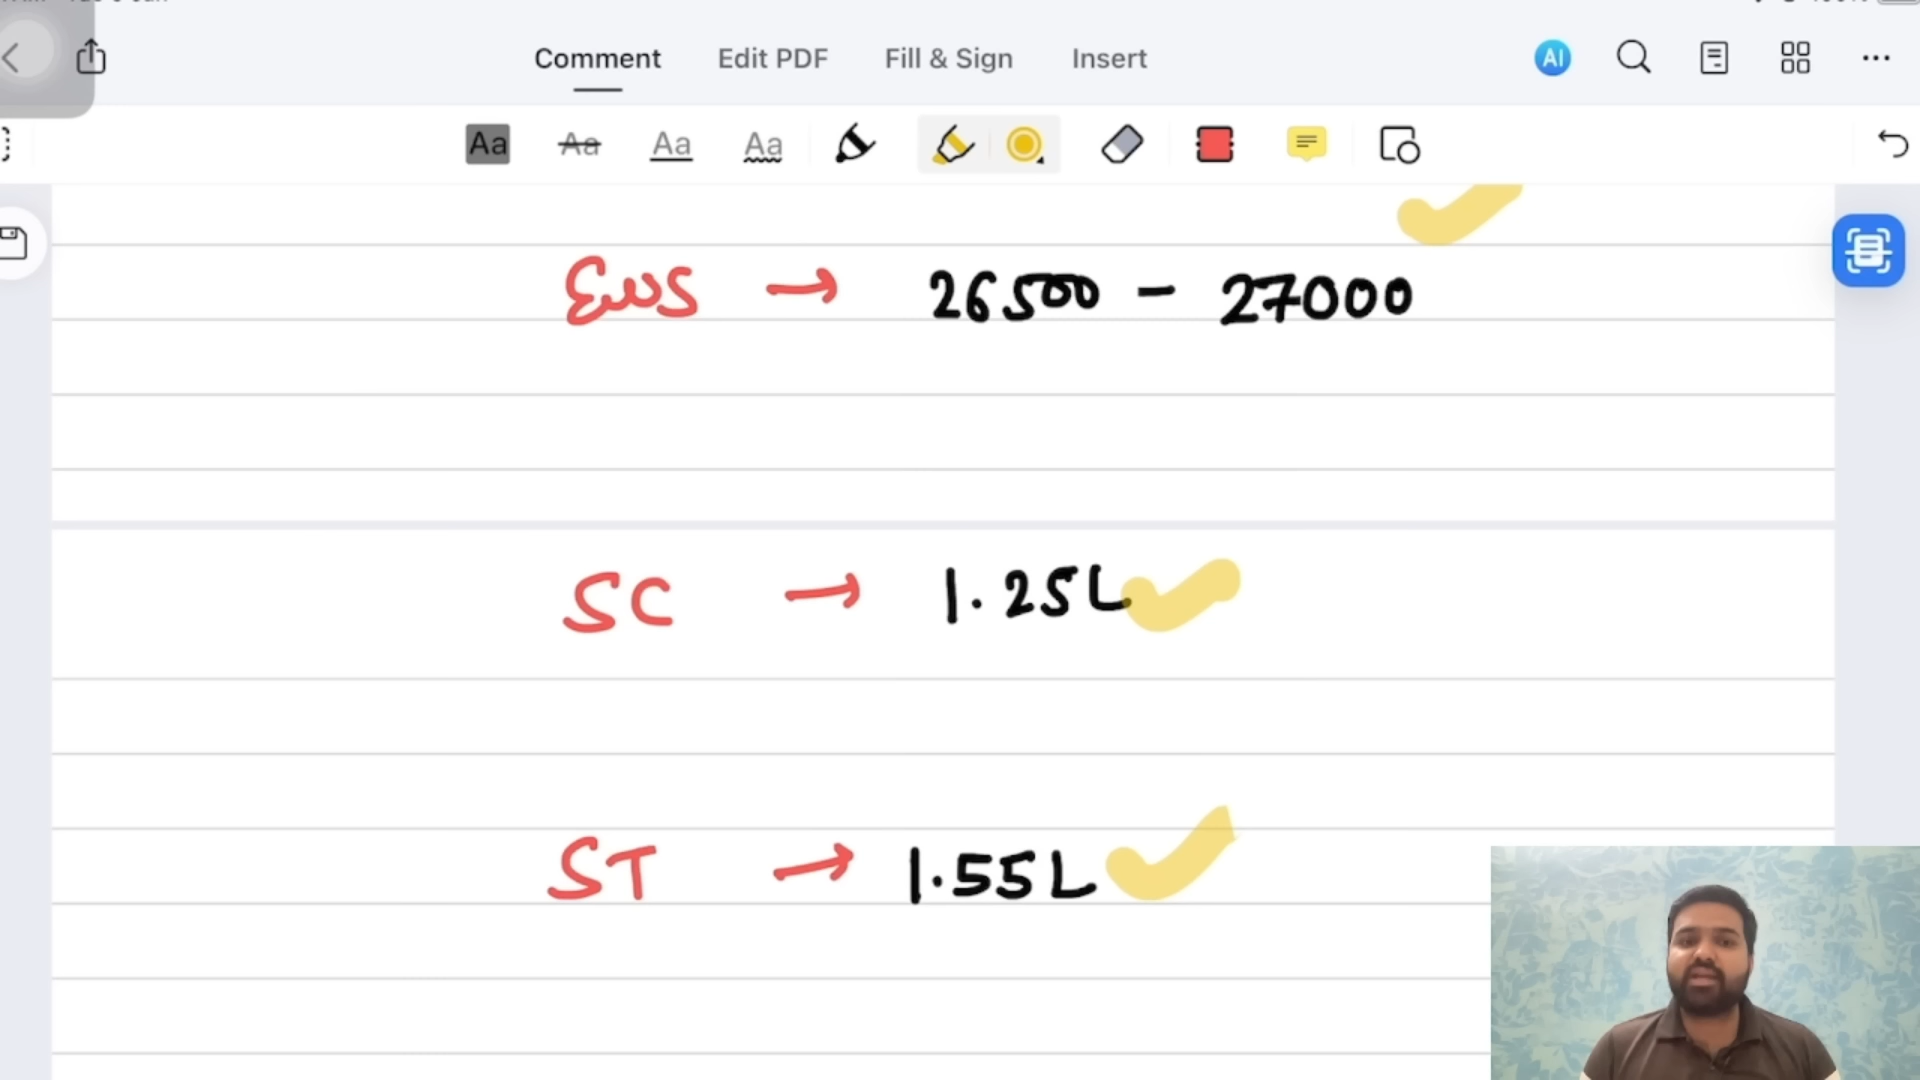 Comment Edit PDF Fill & Sign Insert AI
Aa Aa Aa Aa
EWS → 26500 - 27000
SC → 1.25L
ST → 1.55L